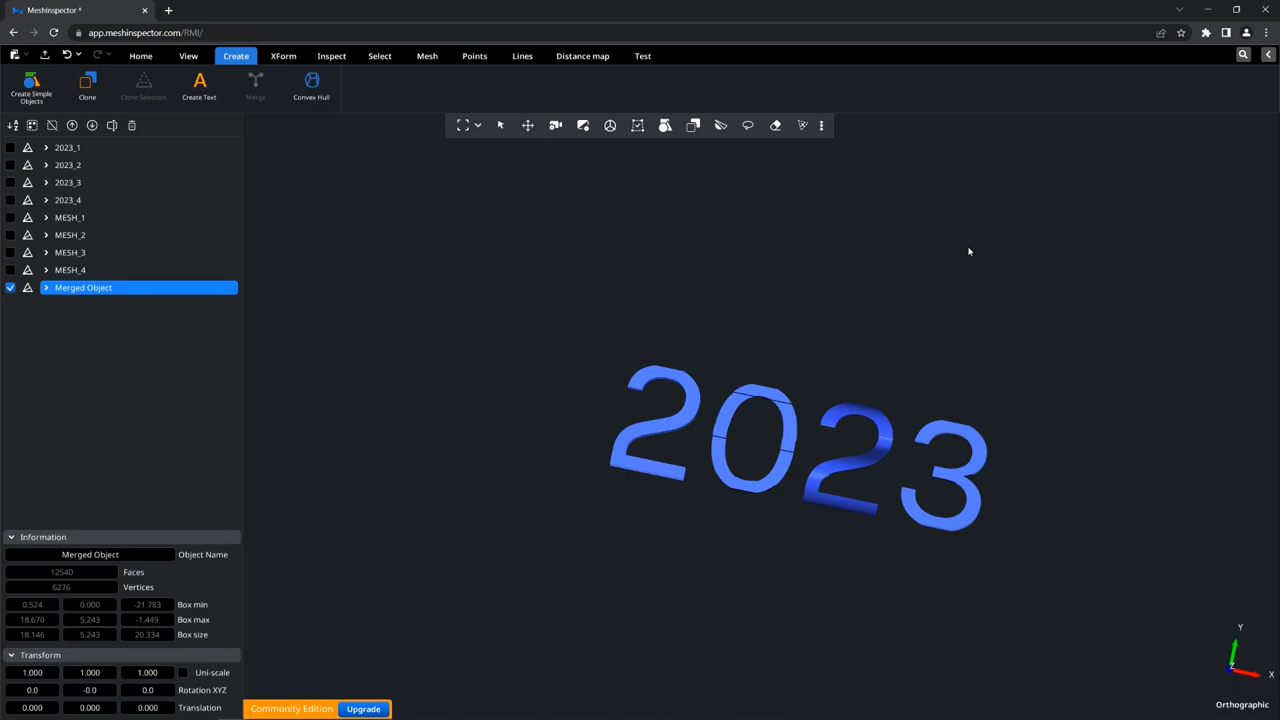 MeshInspector *
app.meshinspector.com/RMI/
Home View Create XForm Inspect Select Mesh Points Lines Distance map Test
Create Simple Objects
Clone
Clone Selection
Create Text
Merge
Convex Hull
2023_1
2023_2
2023_3
2023_4
MESH_1
MESH_2
MESH_3
MESH_4
Merged Object
2023
Information
Merged Object Object Name
12540 Faces
6276 Vertices
0.524 0.000 -21.783 Box min
18.670 5.243 -1.449 Box max
18.146 5.243 20.334 Box size
Transform
1.000 1.000 1.000 Uni-scale
0.0 -0.0 0.0 Rotation XYZ
0.000 0.000 0.000 Translation
Community Edition Upgrade
Y
Z
X
Orthographic